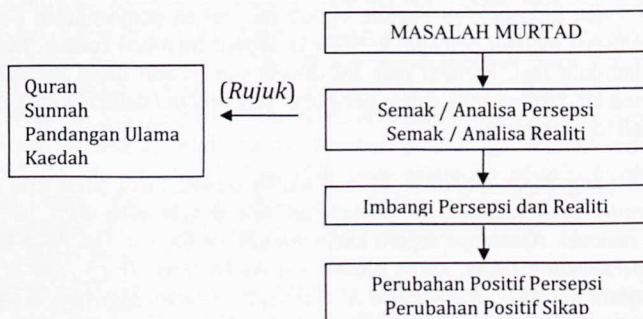 MASALAH MURTAD
Quran
Sunnah
Pandangan Ulama
Kaedah
(Rujuk)
Semak / Analisa Persepsi
Semak / Analisa Realiti
Imbangi Persepsi dan Realiti
Perubahan Positif Persepsi
Perubahan Positif Sikap